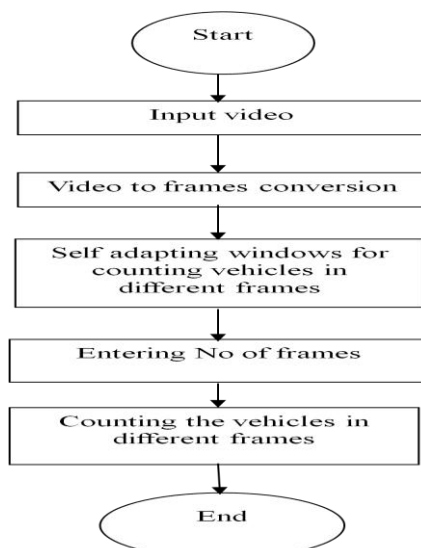 Start
Input video
Video to frames conversion
Self adapting windows for
counting vehicles in
different frames
Entering No of frames
Counting the vehicles in
different frames
End